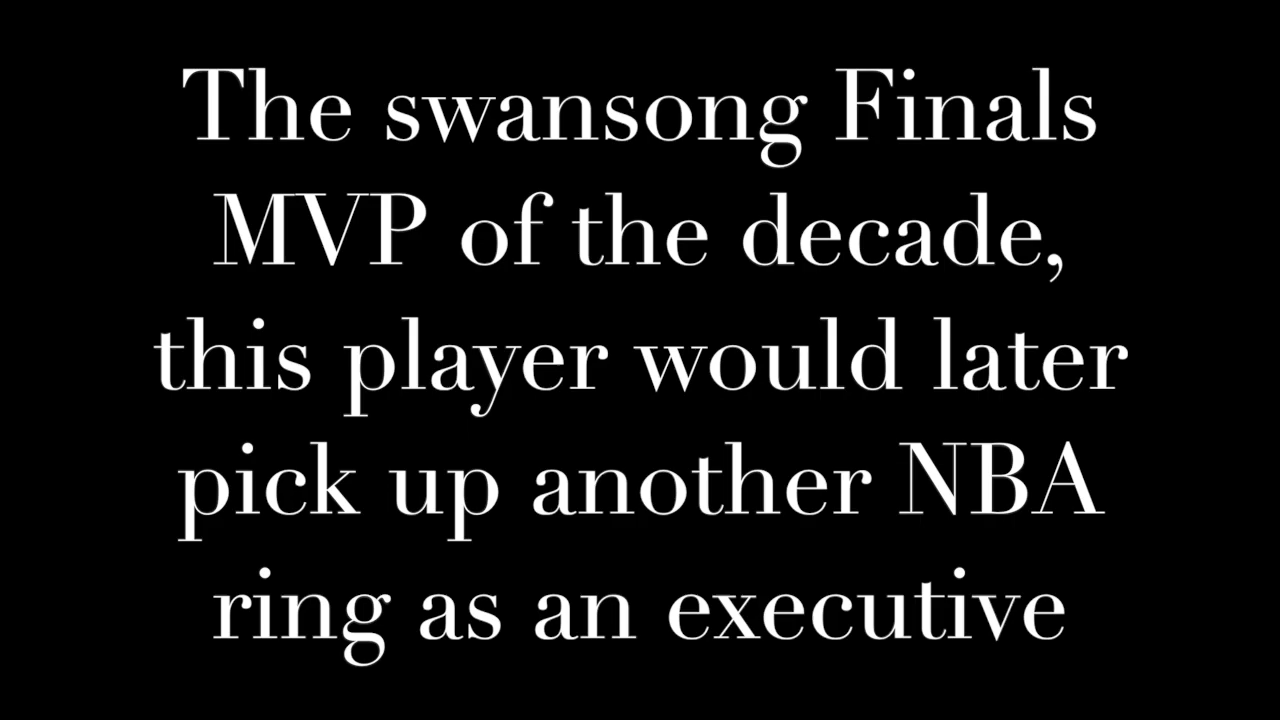 The swansong Finals
MVP of the decade,
this player would later
pick up another NBA
ring as an executive